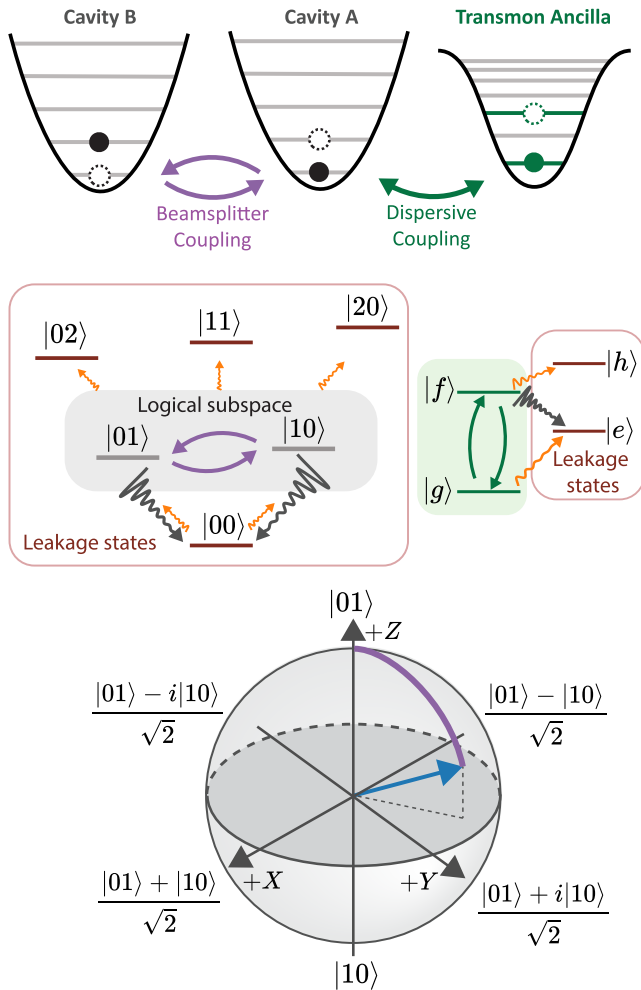 Cavity B
Cavity A
Transmon Ancilla
Beamsplitter
Coupling
Dispersive
Coupling
|02⟩
|11⟩
|20⟩
Logical subspace
|01⟩
|10⟩
|00⟩
Leakage states
|f⟩
|g⟩
|h⟩
|e⟩
Leakage
states
|01⟩
+Z
|01⟩ − i|10⟩
√2
|01⟩ − |10⟩
√2
+X
+Y
|01⟩ + |10⟩
√2
|01⟩ + i|10⟩
√2
|10⟩